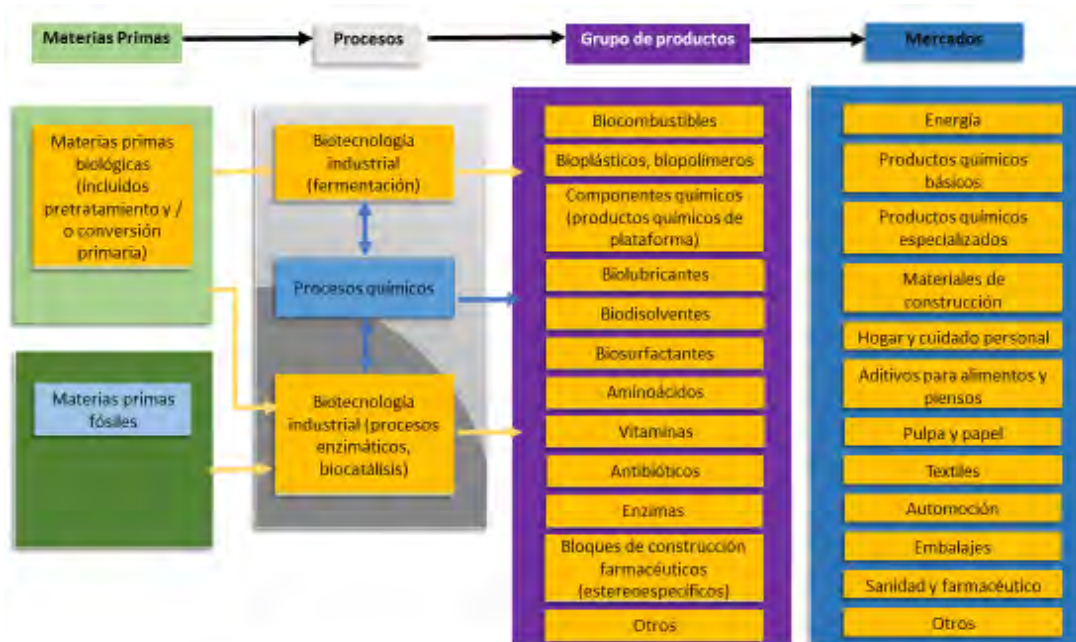 Materias Primas
Procesos
Grupo de productos
Mercados
Materias primas
biológicas
(incluidos
pretratamiento y /
o conversión
primaria)
Materias primas
fósiles
Biotecnología
industrial
(fermentación)
Procesos químicos
Biotecnología
industrial (procesos
enzimáticos,
biocatálisis)
Biocombustibles
Bioplásticos, biopolímeros
Componentes químicos
(productos químicos de
plataforma)
Biolubricantes
Biodisolventes
Biosurfactantes
Aminoácidos
Vitaminas
Antibióticos
Enzimas
Bloques de construcción
farmacéuticos
(estereoespecíficos)
Otros
Energía
Productos químicos
básicos
Productos químicos
especializados
Materiales de
construcción
Hogar y cuidado personal
Aditivos para alimentos y
piensos
Pulpa y papel
Textiles
Automoción
Embalajes
Sanidad y farmacéutico
Otros